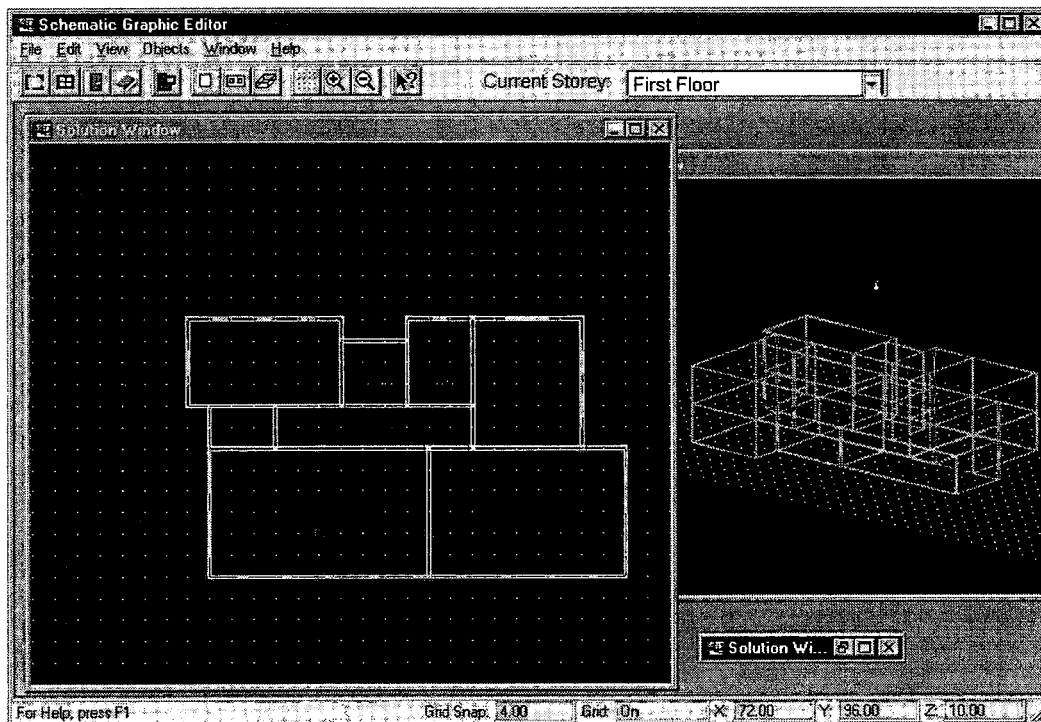 Schematic Graphic Editor
File Edit View Objects Window Help
Current Storey: First Floor
Solution Window
Solution Wi...
For Help, press F1 Grid Snap: 4.00 Grid: On X: 72.00 Y: 96.00 Z: 10.00